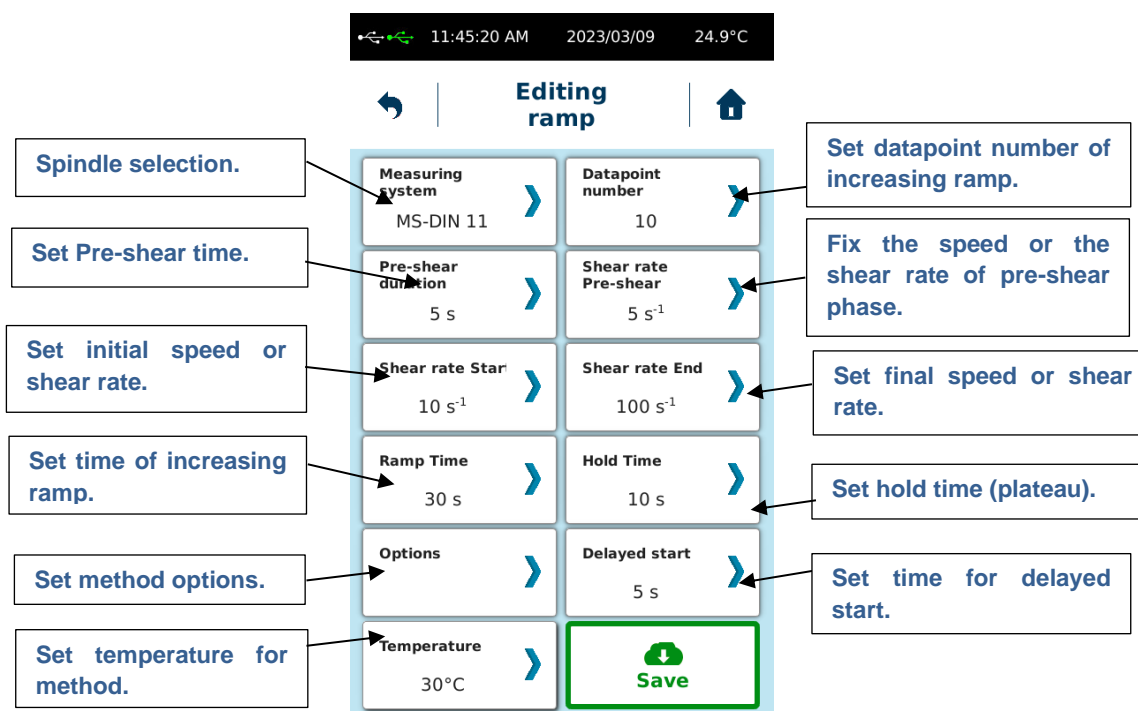 11:45:20 AM 2023/03/09 24.9°C
Editing
ramp
Spindle selection.
Measuring
system
MS-DIN 11
Datapoint
number
10
Set datapoint number of
increasing ramp.
Set Pre-shear time.
Pre-shear
duration
5 s
Shear rate
Pre-shear
5 s⁻¹
Fix the speed or the
shear rate of pre-shear
phase.
Set initial speed or
shear rate.
Shear rate Star
10 s⁻¹
Shear rate End
100 s⁻¹
Set final speed or shear
rate.
Set time of increasing
ramp.
Ramp Time
30 s
Hold Time
10 s
Set hold time (plateau).
Set method options.
Options
Delayed start
5 s
Set time for delayed
start.
Set temperature for
method.
Temperature
30°C
Save